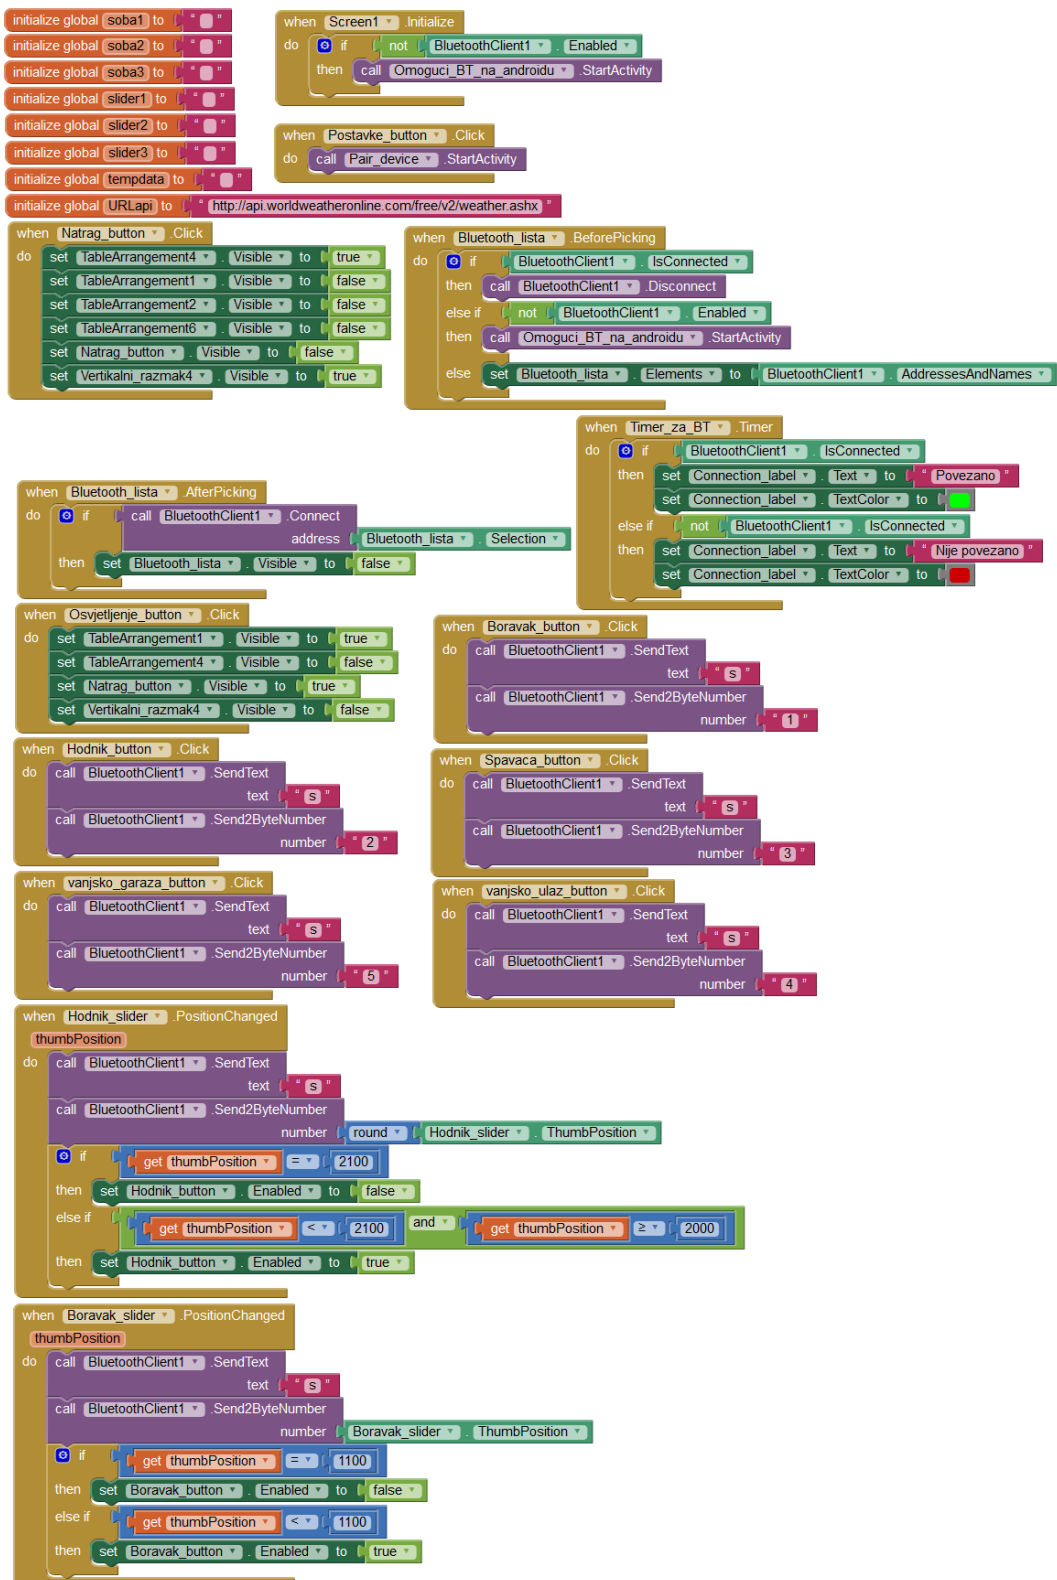 initialize global soba1 to " "
initialize global soba2 to " "
initialize global soba3 to " "
initialize global slider1 to " "
initialize global slider2 to " "
initialize global slider3 to " "
initialize global tempdata to " "
initialize global URLapi to " http://api.worldweatheronline.com/free/v2/weather.ashx "
when Screen1 .Initialize
do if not BluetoothClient1 . Enabled
then call Omoguci_BT_na_androidu .StartActivity
when Postavke_button .Click
do call Pair_device .StartActivity
when Natrag_button .Click
do set TableArrangement4 . Visible to true
set TableArrangement1 . Visible to false
set TableArrangement2 . Visible to false
set TableArrangement6 . Visible to false
set Natrag_button . Visible to false
set Vertikalni_razmak4 . Visible to true
when Bluetooth_lista .BeforePicking
do if BluetoothClient1 . IsConnected
then call BluetoothClient1 .Disconnect
else if not BluetoothClient1 . Enabled
then call Omoguci_BT_na_androidu .StartActivity
else set Bluetooth_lista . Elements to BluetoothClient1 . AddressesAndNames
when Timer_za_BT .Timer
do if BluetoothClient1 . IsConnected
then set Connection_label . Text to " Povezano "
set Connection_label . TextColor to
else if not BluetoothClient1 . IsConnected
then set Connection_label . Text to " Nije povezano "
set Connection_label . TextColor to
when Bluetooth_lista .AfterPicking
do if call BluetoothClient1 .Connect
address Bluetooth_lista . Selection
then set Bluetooth_lista . Visible to false
when Osvjetljenje_button .Click
do set TableArrangement1 . Visible to true
set TableArrangement4 . Visible to false
set Natrag_button . Visible to true
set Vertikalni_razmak4 . Visible to false
when Boravak_button .Click
do call BluetoothClient1 .SendText
text " s "
call BluetoothClient1 .Send2ByteNumber
number " 1 "
when Hodnik_button .Click
do call BluetoothClient1 .SendText
text " s "
call BluetoothClient1 .Send2ByteNumber
number " 2 "
when Spavaca_button .Click
do call BluetoothClient1 .SendText
text " s "
call BluetoothClient1 .Send2ByteNumber
number " 3 "
when vanjsko_garaza_button .Click
do call BluetoothClient1 .SendText
text " s "
call BluetoothClient1 .Send2ByteNumber
number " 5 "
when vanjsko_ulaz_button .Click
do call BluetoothClient1 .SendText
text " s "
call BluetoothClient1 .Send2ByteNumber
number " 4 "
when Hodnik_slider .PositionChanged
thumbPosition
do call BluetoothClient1 .SendText
text " s "
call BluetoothClient1 .Send2ByteNumber
number round Hodnik_slider . ThumbPosition
if get thumbPosition = 2100
then set Hodnik_button . Enabled to false
else if get thumbPosition < 2100 and get thumbPosition ≥ 2000
then set Hodnik_button . Enabled to true
when Boravak_slider .PositionChanged
thumbPosition
do call BluetoothClient1 .SendText
text " s "
call BluetoothClient1 .Send2ByteNumber
number Boravak_slider . ThumbPosition
if get thumbPosition = 1100
then set Boravak_button . Enabled to false
else if get thumbPosition < 1100
then set Boravak_button . Enabled to true